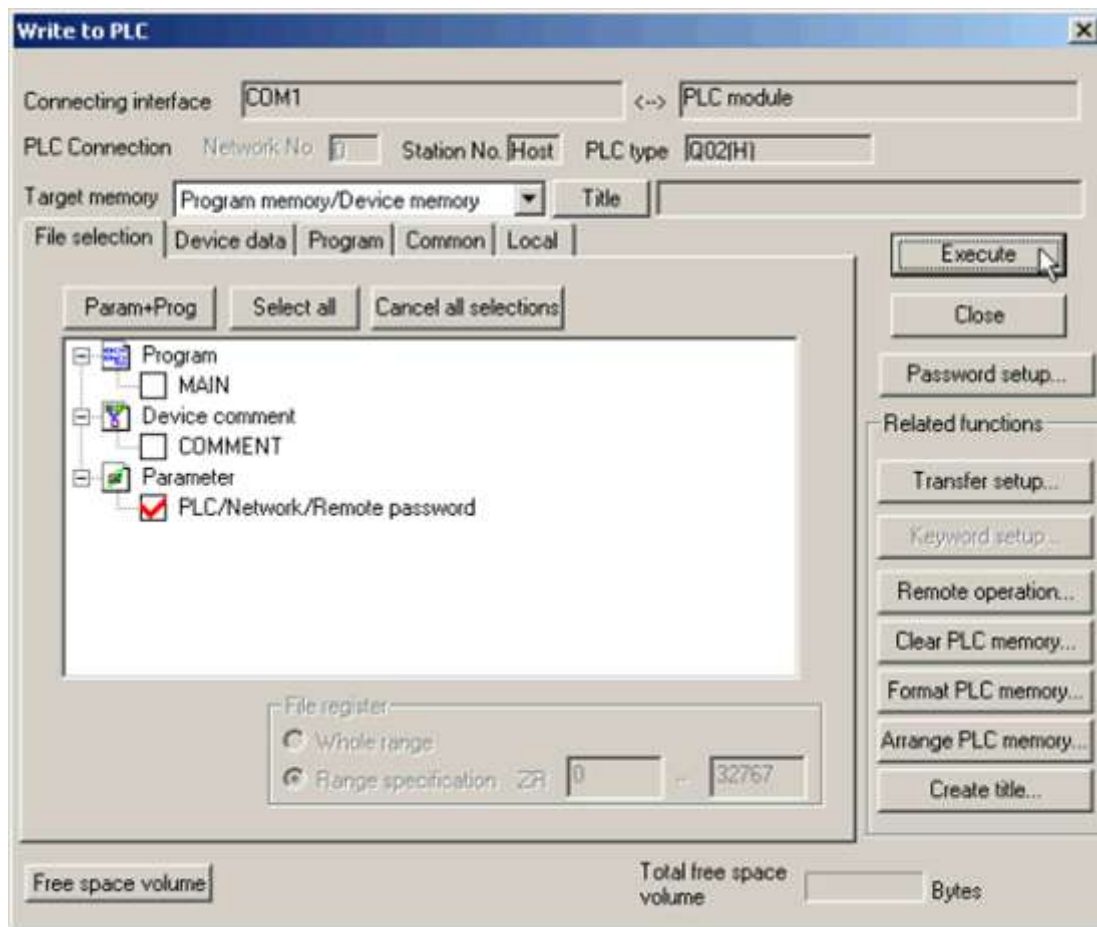 Write to PLC
Connecting interface COM1 <--> PLC module
PLC Connection Network No 0 Station No. Host PLC type Q02(H)
Target memory Program memory/Device memory Title
File selection Device data Program Common Local
Execute
Param+Prog Select all Cancel all selections
Close
Program
MAIN
Password setup...
Device comment
COMMENT
Related functions
Parameter
PLC/Network/Remote password
Transfer setup...
Keyword setup...
Remote operation...
Clear PLC memory...
Format PLC memory...
File register
Whole range
Arrange PLC memory...
Range specification ZR 0 - 32767
Create title...
Free space volume
Total free space
volume Bytes